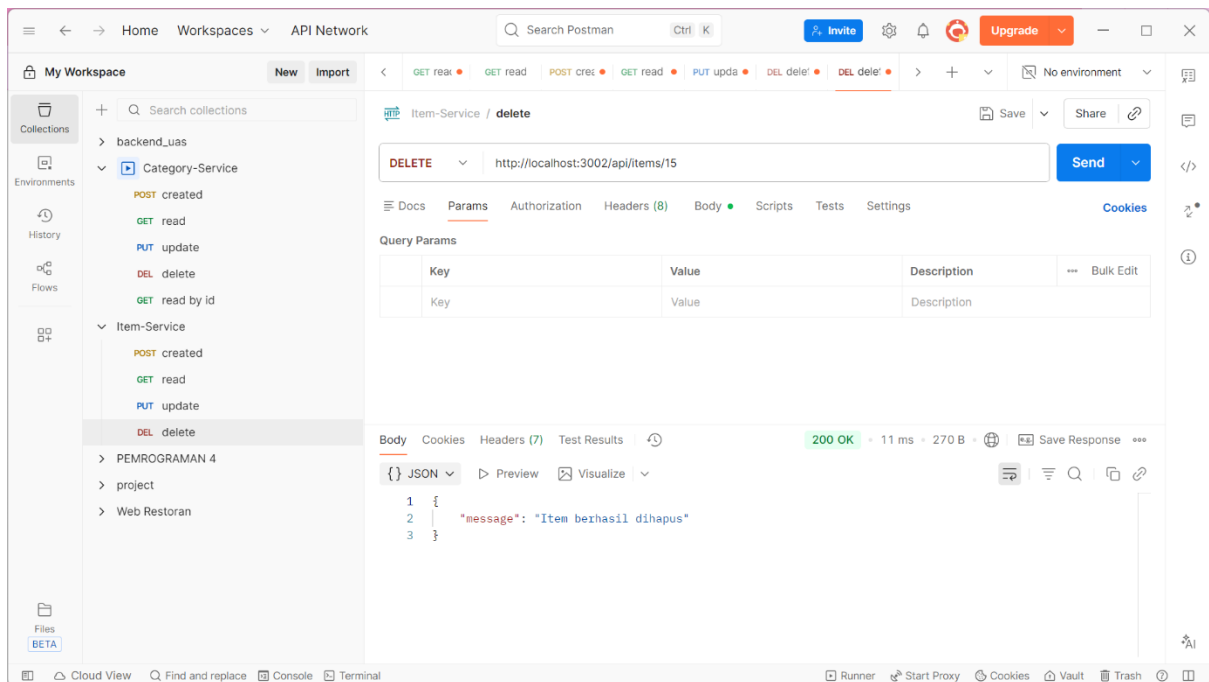 Home Workspaces API Network Search Postman Ctrl K Invite Upgrade
My Workspace New Import GET read GET read POST crea GET read PUT upda DEL delet DEL delet No environment
Collections
Environments
History
Flows
Files
BETA
Search collections
backend_uas
Category-Service
POST created
GET read
PUT update
DEL delete
GET read by id
Item-Service
POST created
GET read
PUT update
DEL delete
PEMROGRAMAN 4
project
Web Restoran
HTTP Item-Service / delete Save Share
DELETE http://localhost:3002/api/items/15 Send
Docs Params Authorization Headers (8) Body Scripts Tests Settings Cookies
Query Params
Key Value Description Bulk Edit
Key Value Description
Body Cookies Headers (7) Test Results 200 OK 11 ms 270 B e.g. Save Response
{} JSON Preview Visualize
1 {
2 "message": "Item berhasil dihapus"
3 }
AI
Cloud View Find and replace Console Terminal Runner Start Proxy Cookies Vault Trash